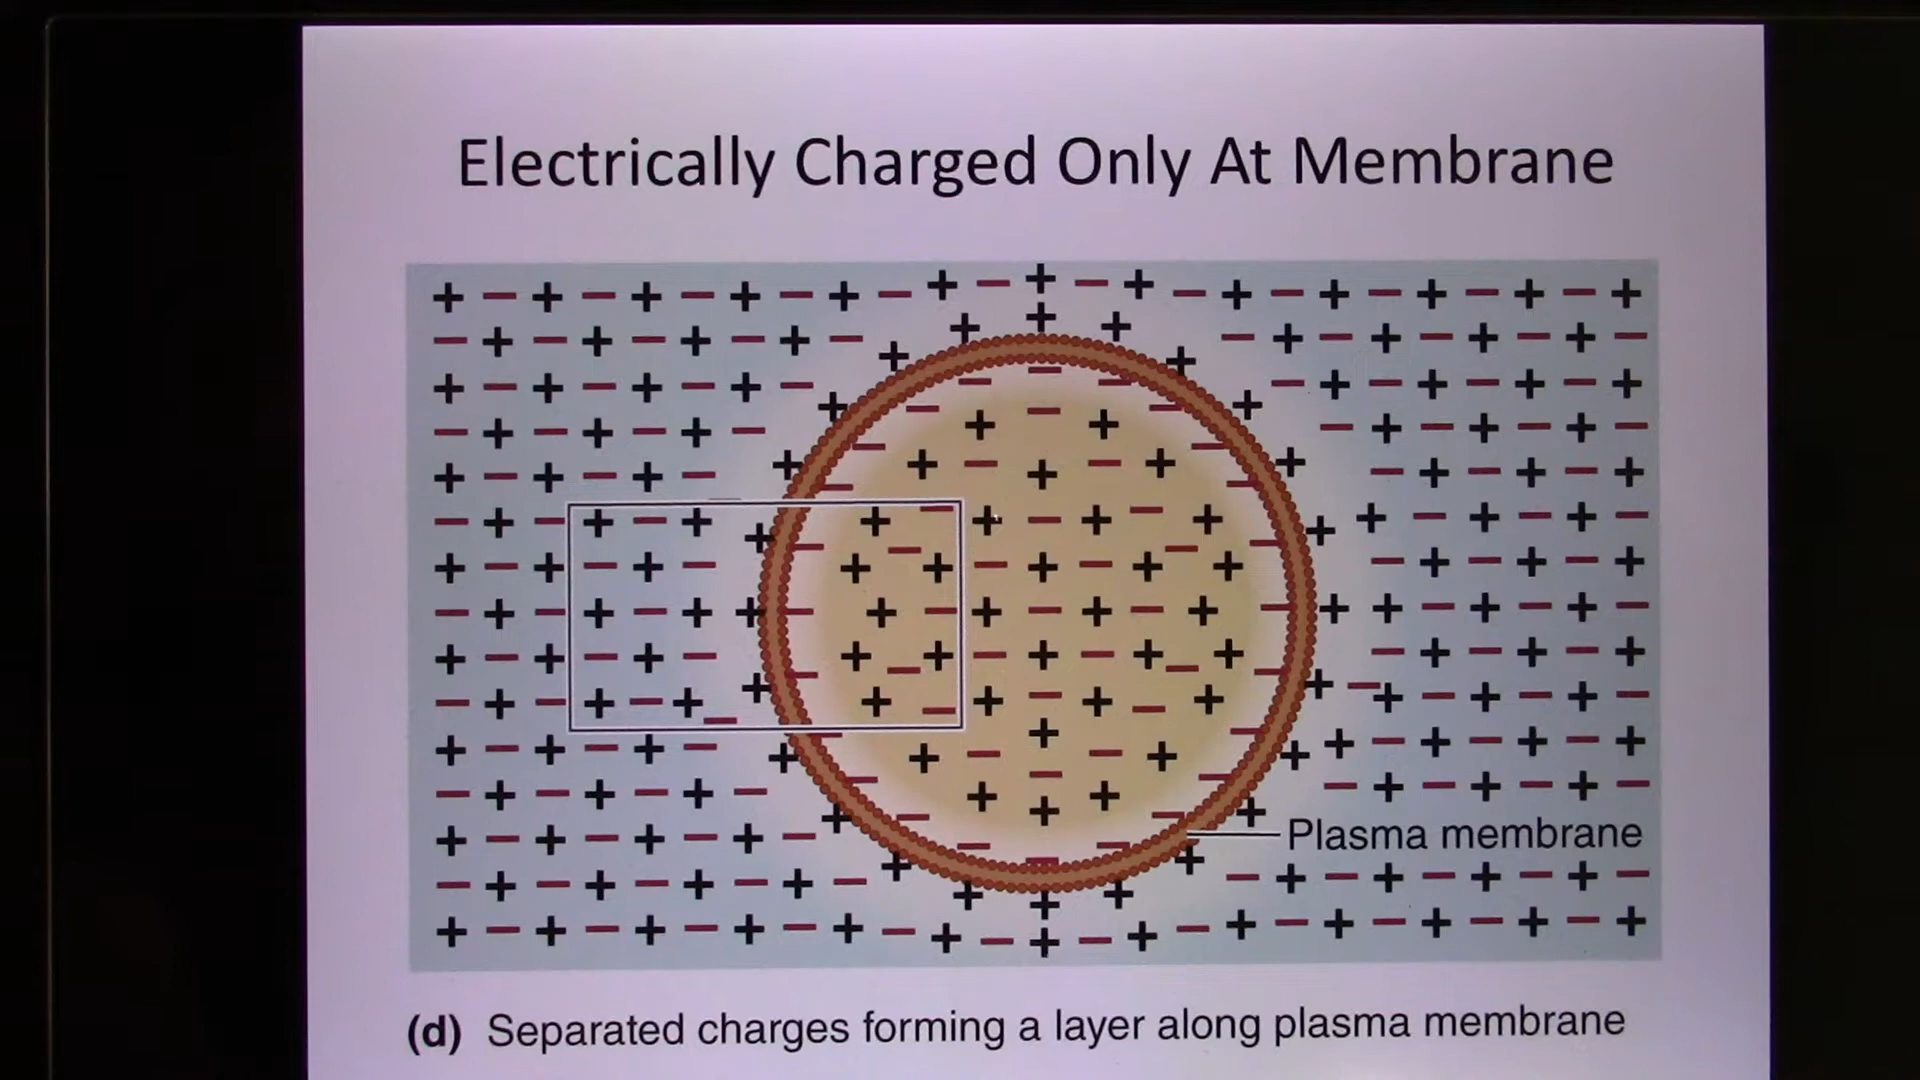 Electrically Charged Only At Membrane
Plasma membrane
(d) Separated charges forming a layer along plasma membrane